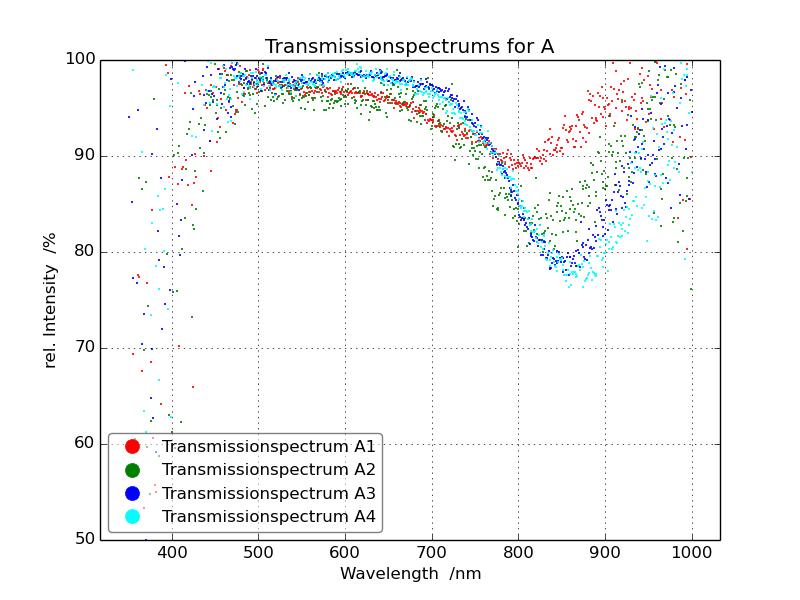 Transmissionspectrums for A
100
90
80
70
60
50
rel. Intensity /%
Transmissionspectrum A1
Transmissionspectrum A2
Transmissionspectrum A3
Transmissionspectrum A4
400 500 600 700 800 900 1000
Wavelength /nm